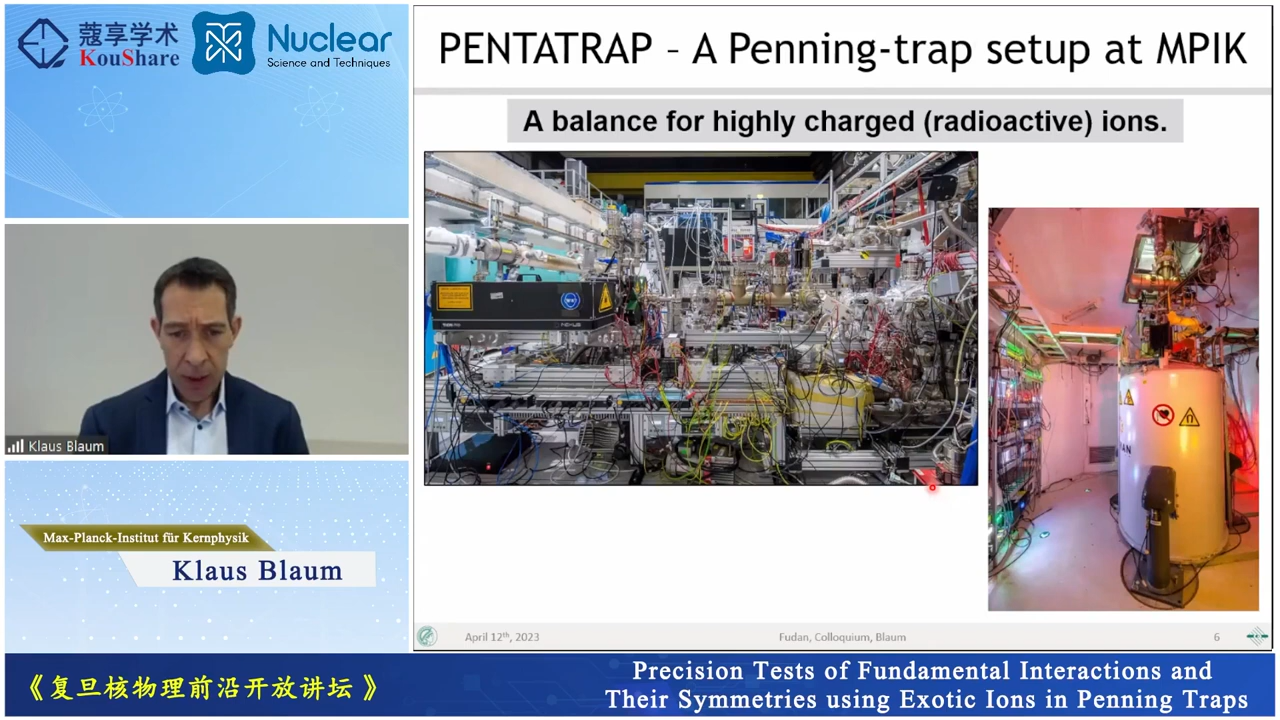 蔻享学术
KouShare
Nuclear
Science and Techniques
Klaus Blaum
Max-Planck-Institut für Kernphysik
Klaus Blaum
PENTATRAP – A Penning-trap setup at MPIK
A balance for highly charged (radioactive) ions.
April 12th, 2023
Fudan, Colloquium, Blaum
6
《复旦核物理前沿开放讲坛》
Precision Tests of Fundamental Interactions and
Their Symmetries using Exotic Ions in Penning Traps